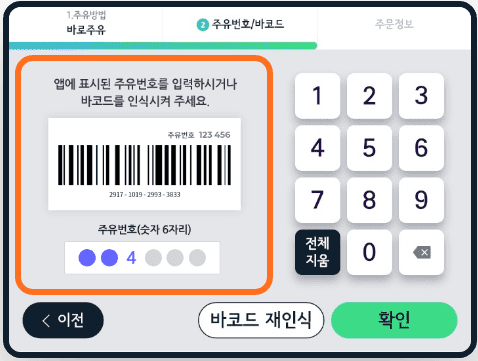 1.주유방법
바로주유
2 주유번호/바코드
주문정보
앱에 표시된 주유번호를 입력하시거나
바코드를 인식시켜 주세요.
주유번호 123 456
2917 - 1019 - 2993 - 3833
주유번호(숫자 6자리)
4
1 2 3
4 5 6
7 8 9
전체
지움
0
< 이전
바코드 재인식
확인